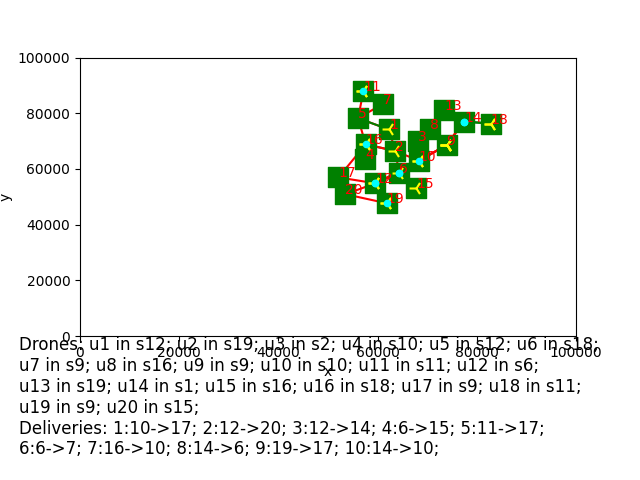 100000
80000
60000
40000
20000
0
y
0 20000 40000 60000 80000 100000
x
Drones: u1 in s12; u2 in s19; u3 in s2; u4 in s10; u5 in s12; u6 in s18;
u7 in s9; u8 in s16; u9 in s9; u10 in s10; u11 in s11; u12 in s6;
u13 in s19; u14 in s1; u15 in s16; u16 in s18; u17 in s9; u18 in s11;
u19 in s9; u20 in s15;
Deliveries: 1:10->17; 2:12->20; 3:12->14; 4:6->15; 5:11->17;
6:6->7; 7:16->10; 8:14->6; 9:19->17; 10:14->10;